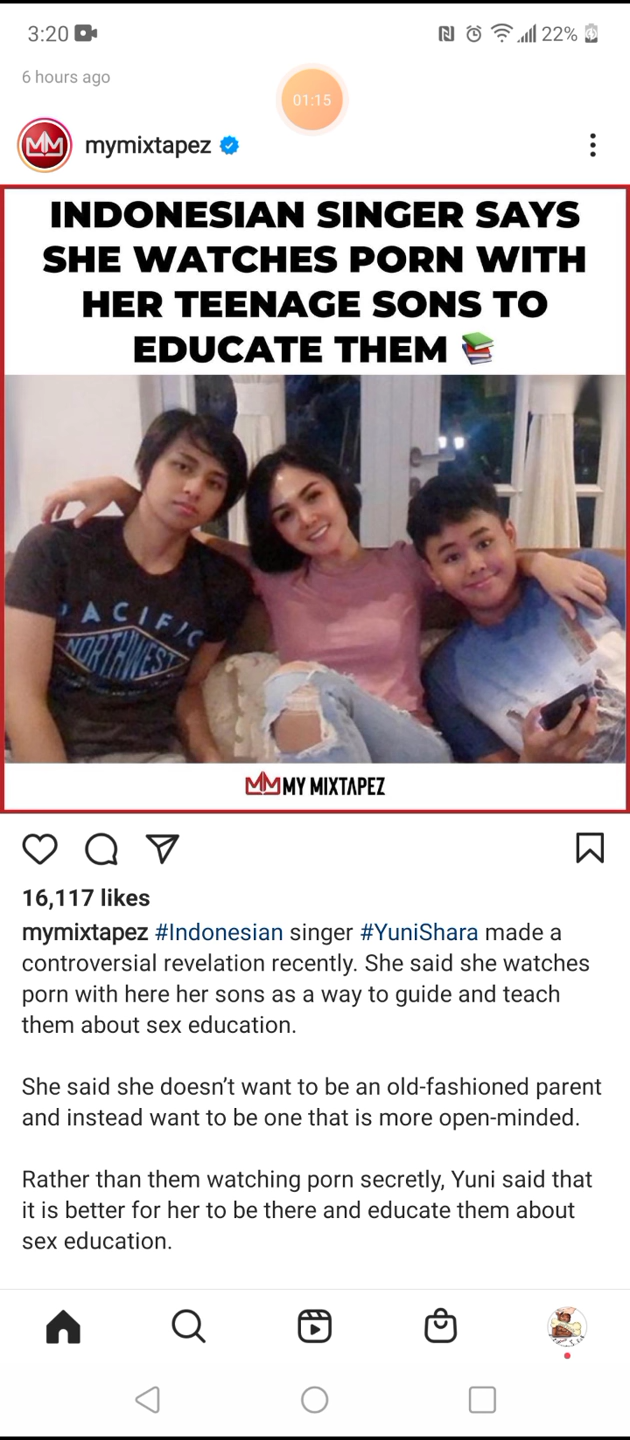 3:20 22%
6 hours ago
01:15
MM mymixtapez
INDONESIAN SINGER SAYS
SHE WATCHES PORN WITH
HER TEENAGE SONS TO
EDUCATE THEM 📚
PACIFIC
NORTHWEST
MM MY MIXTAPEZ
16,117 likes
mymixtapez #Indonesian singer #YuniShara made a
controversial revelation recently. She said she watches
porn with here her sons as a way to guide and teach
them about sex education.
She said she doesn't want to be an old-fashioned parent
and instead want to be one that is more open-minded.
Rather than them watching porn secretly, Yuni said that
it is better for her to be there and educate them about
sex education.